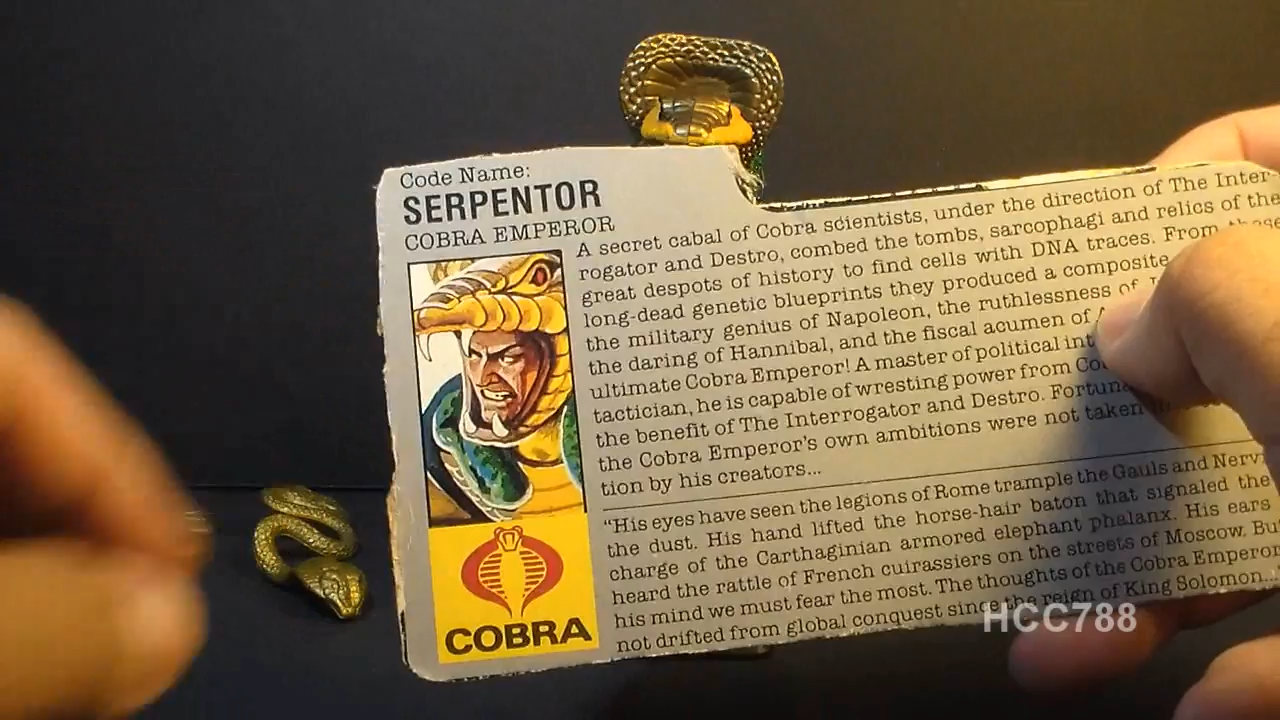 Code Name:
SERPENTOR
COBRA EMPEROR
A secret cabal of Cobra scientists, under the direction of The Inter-
rogator and Destro, combed the tombs, sarcophagi and relics of the
great despots of history to find cells with DNA traces. From these
long-dead genetic blueprints they produced a composite
the military genius of Napoleon, the ruthlessness of
the daring of Hannibal, and the fiscal acumen of
ultimate Cobra Emperor! A master of political int
tactician, he is capable of wresting power from Co
the benefit of The Interrogator and Destro. Fortuna
the Cobra Emperor's own ambitions were not taken
tion by his creators...
"His eyes have seen the legions of Rome trample the Gauls and Nervi
the dust. His hand lifted the horse-hair baton that signaled the
charge of the Carthaginian armored elephant phalanx. His ears
heard the rattle of French cuirassiers on the streets of Moscow. But
his mind we must fear the most. The thoughts of the Cobra Emperor
not drifted from global conquest since the reign of King Solomon...
COBRA
HCC788